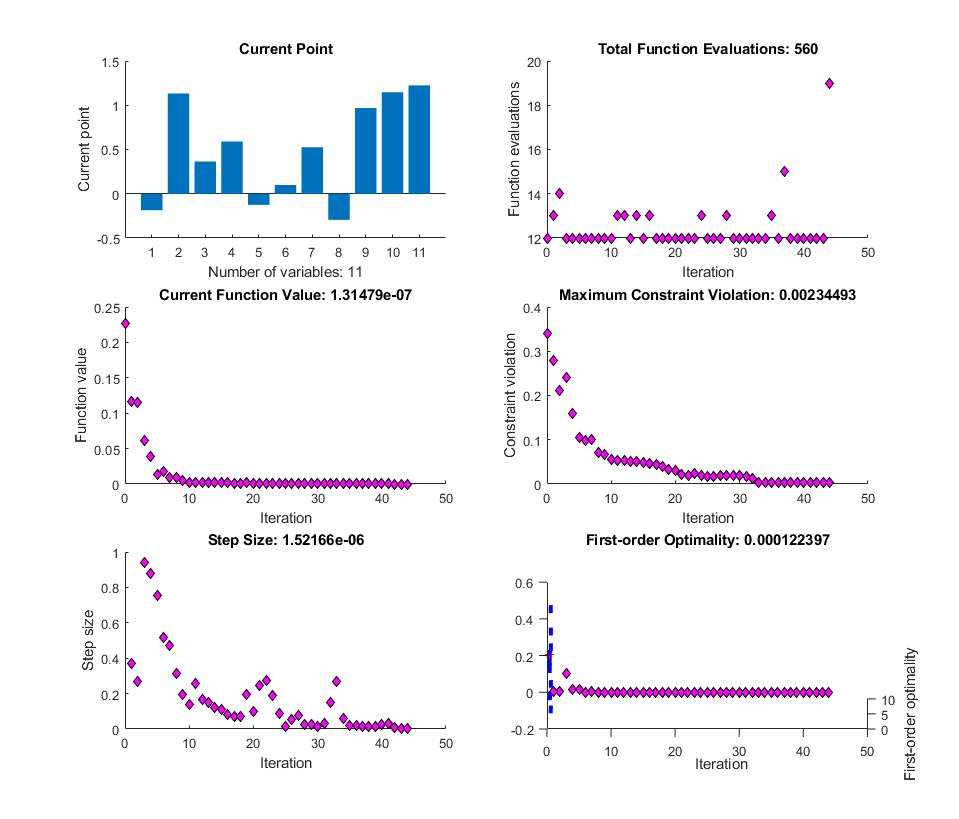 Current Point
Current point
1.5
1
0.5
0
-0.5
1 2 3 4 5 6 7 8 9 10 11
Number of variables: 11
Total Function Evaluations: 560
Function evaluations
20
18
16
14
12
0 10 20 30 40 50
Iteration
Current Function Value: 1.31479e-07
Function value
0.25
0.2
0.15
0.1
0.05
0
0 10 20 30 40 50
Iteration
Maximum Constraint Violation: 0.00234493
Constraint violation
0.4
0.3
0.2
0.1
0
0 10 20 30 40 50
Iteration
Step Size: 1.52166e-06
Step size
1
0.8
0.6
0.4
0.2
0
0 10 20 30 40 50
Iteration
First-order Optimality: 0.000122397
0.6
0.4
0.2
0
-0.2
0 10 20 30 40 50
Iteration
10
5
0
First-order optimality